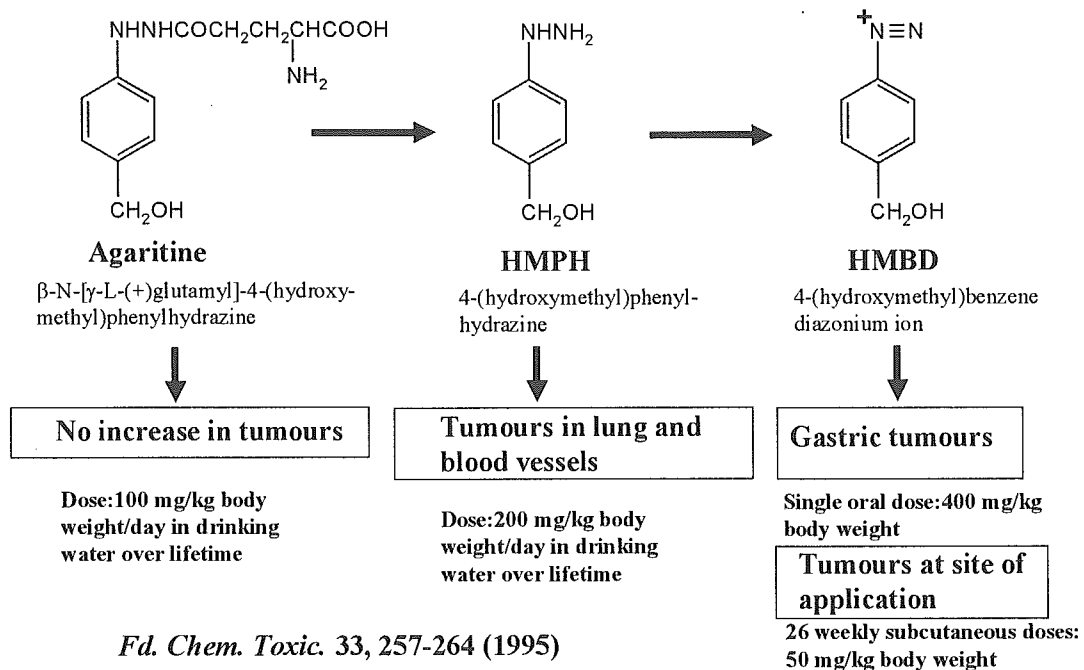 NHNHCOCH₂CH₂CHCOOH
NH₂
CH₂OH
Agaritine
β-N-[γ-L-(+)glutamyl]-4-(hydroxy-
methyl)phenylhydrazine
No increase in tumours
Dose:100 mg/kg body
weight/day in drinking
water over lifetime
NHNH₂
CH₂OH
HMPH
4-(hydroxymethyl)phenyl-
hydrazine
Tumours in lung and
blood vessels
Dose:200 mg/kg body
weight/day in drinking
water over lifetime
+
N≡N
CH₂OH
HMBD
4-(hydroxymethyl)benzene
diazonium ion
Gastric tumours
Single oral dose:400 mg/kg
body weight
Tumours at site of
application
26 weekly subcutaneous doses:
50 mg/kg body weight
Fd. Chem. Toxic. 33, 257-264 (1995)